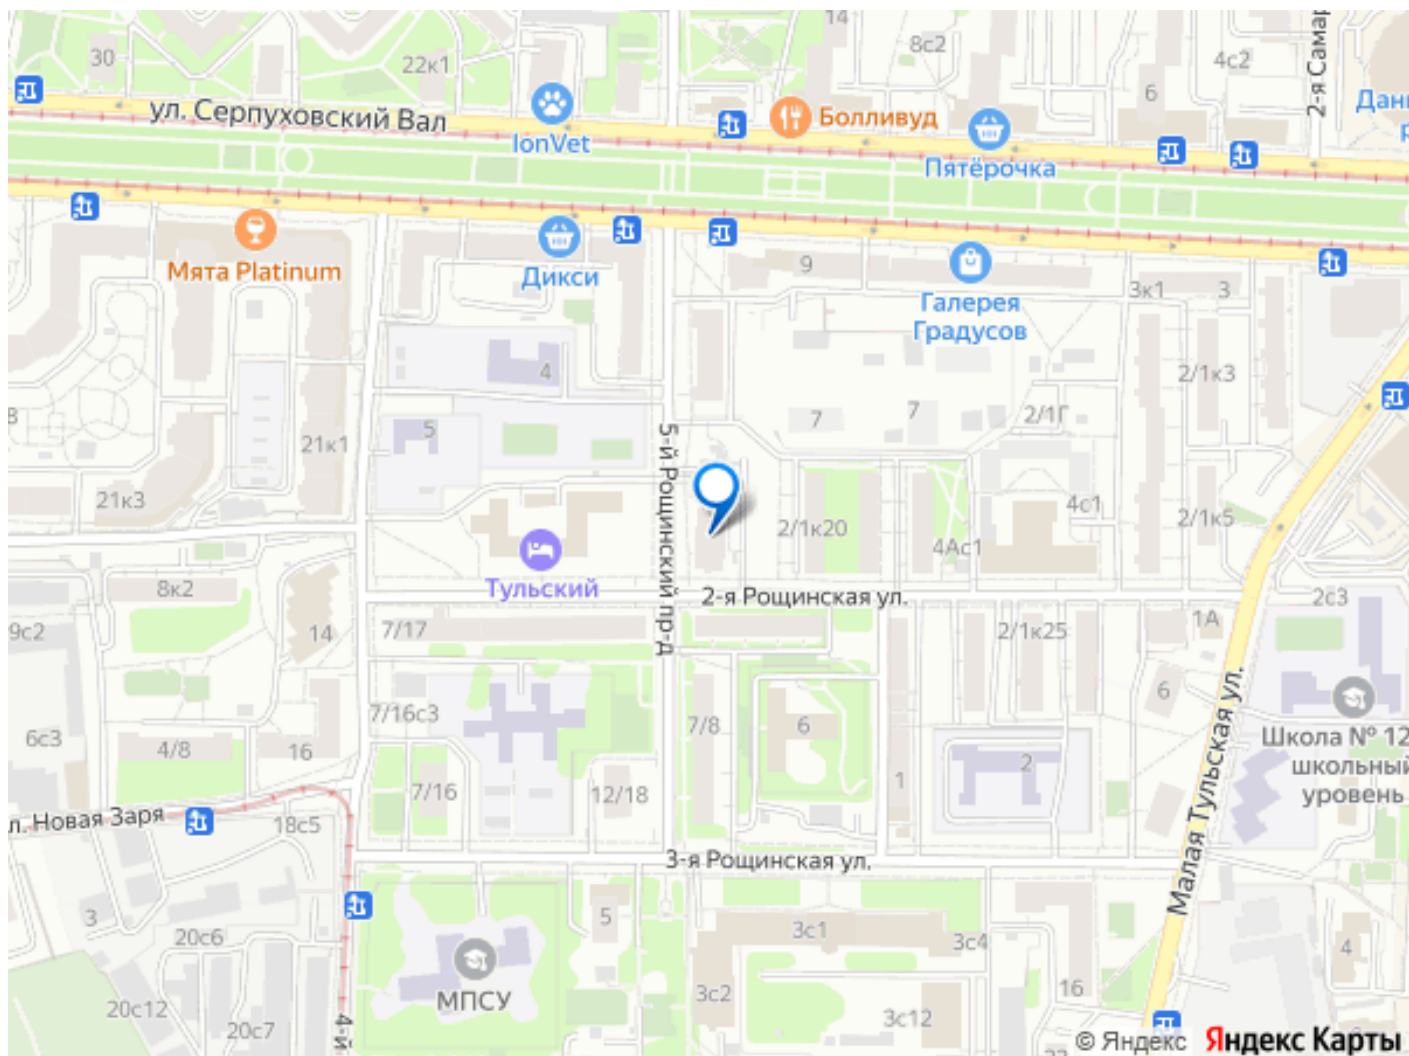 30
22к1
14
8с2
4с2
6
2-я Самар
ул. Серпуховский Вал
IonVet
Болливуд
Пятёрочка
Мята Platinum
Дикси
9
Галерея
Градусов
3к1
3
4
5
21к1
21к3
7
7
2/1Г
2/1к3
5-й Рощинский пр-д
2/1к20
4Ас1
4с1
2/1к5
Тульский
8к2
9с2
14
7/17
2-я Рощинская ул.
2/1к25
1А
2с3
6с3
4/8
16
7/16с3
7/16
12/18
7/8
6
1
2
6
Малая Тульская ул.
Школа № 12
школьный
уровень
л. Новая Заря
18с5
3-я Рощинская ул.
3
20с6
20с12
20с7
4-й
5
МПСУ
3с1
3с4
3с2
3с12
16
4
© Яндекс Яндекс Карты